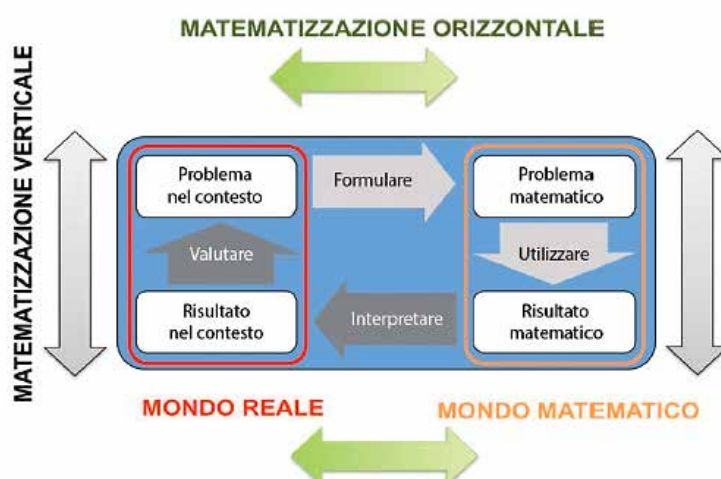 MATEMATIZZAZIONE ORIZZONTALE
MATEMATIZZAZIONE VERTICALE
Problema
nel contesto
Formulare
Problema
matematico
Valutare
Utilizzare
Risultato
nel contesto
Interpretare
Risultato
matematico
MONDO REALE
MONDO MATEMATICO